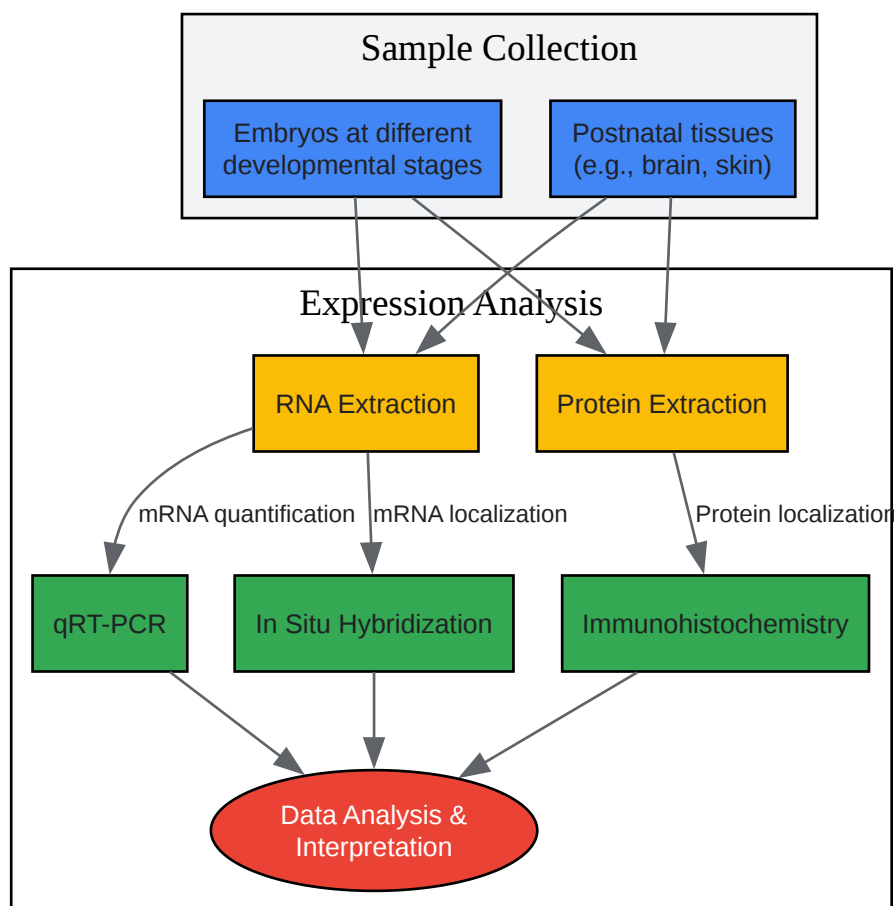 Sample Collection
Embryos at different
developmental stages
Postnatal tissues
(e.g., brain, skin)
Expression Analysis
RNA Extraction
Protein Extraction
mRNA quantification
mRNA localization
Protein localization
qRT-PCR
In Situ Hybridization
Immunohistochemistry
Data Analysis &
Interpretation